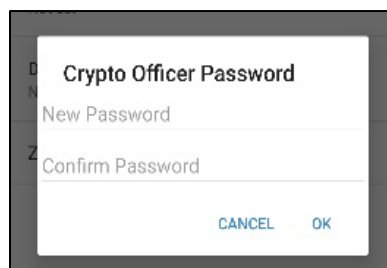 Crypto Officer Password
D
New Password
N
Z
Confirm Password
CANCEL OK